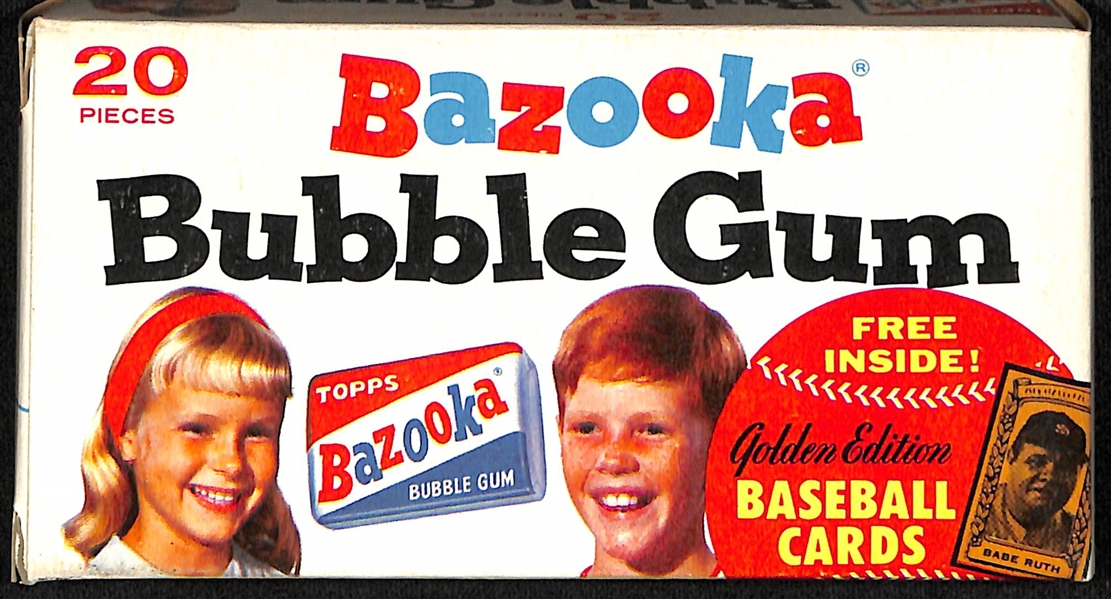 20
PIECES
Bazooka®
Bubble Gum
TOPPS
Bazooka®
BUBBLE GUM
FREE
INSIDE!
Golden Edition
BASEBALL
CARDS
BABE RUTH